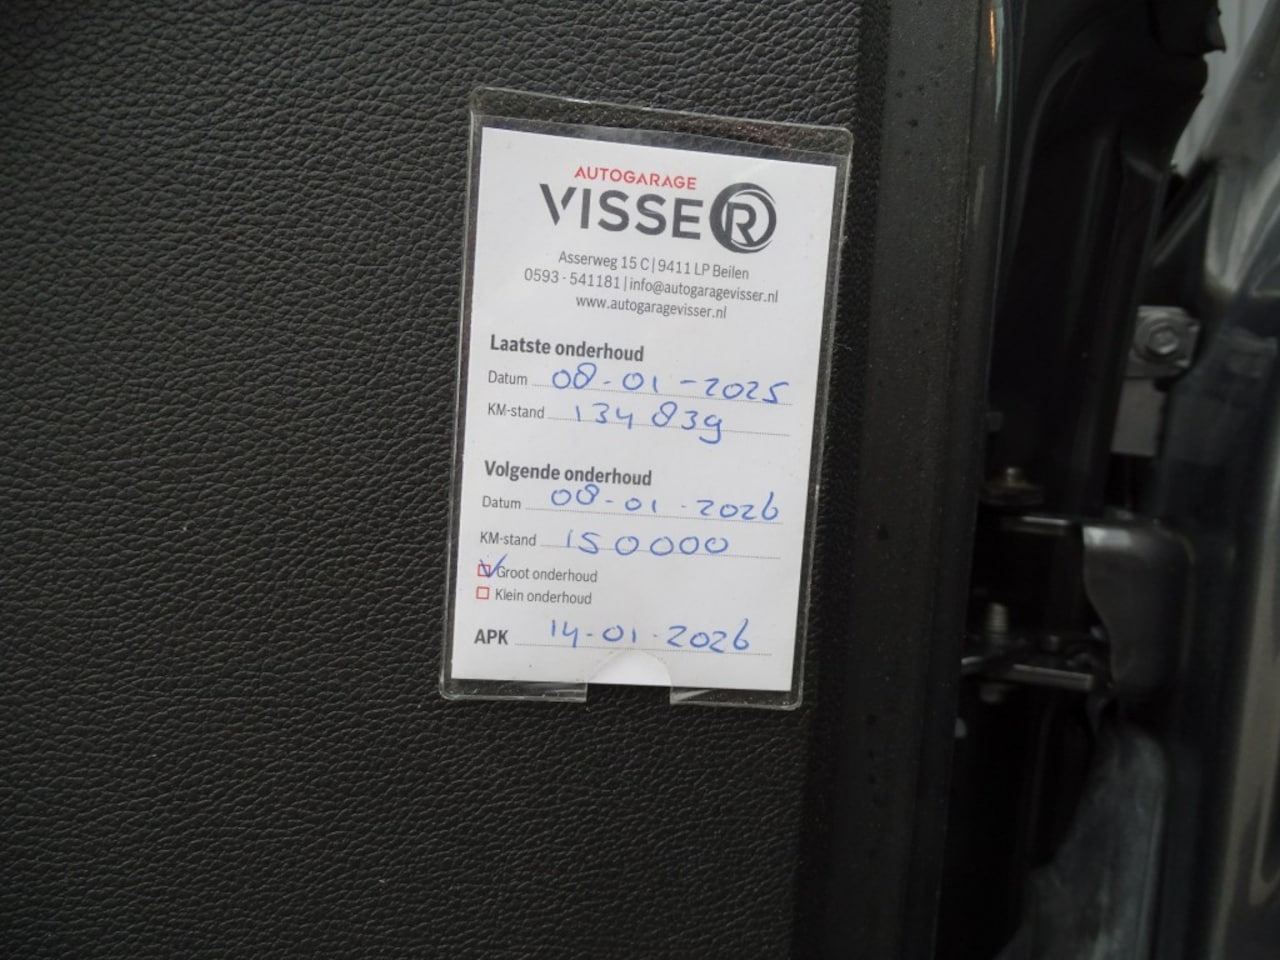 AUTOGARAGE
VISSER
Asserweg 15 C | 9411 LP Beilen
0593 - 541181 | info@autogaragevisser.nl
www.autogaragevisser.nl
Laatste onderhoud
Datum 08-01-2025
KM-stand 134839
Volgende onderhoud
Datum 08-01-2026
KM-stand 150000
Groot onderhoud
Klein onderhoud
APK 14-01-2026